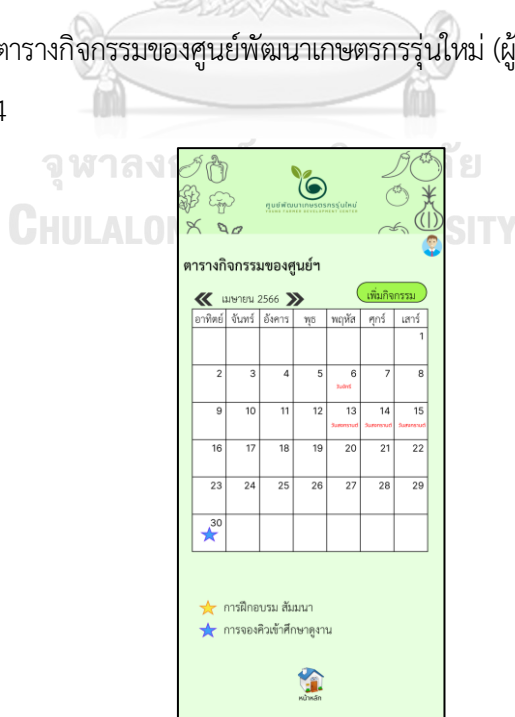 ตารางกิจกรรมของศูนย์พัฒนาเกษตรกรรุ่นใหม่ (ผู้
4
CHULALON SITY
ศูนย์พัฒนาเกษตรกรรุ่นใหม่
YOUNG FARMER DEVELOPMENT CENTER
ตารางกิจกรรมของศูนย์ฯ
เมษายน 2566
เพิ่มกิจกรรม
อาทิตย์ จันทร์ อังคาร พุธ พฤหัส ศุกร์ เสาร์
1
2 3 4 5 6 7 8
วันจักรี
9 10 11 12 13 14 15
วันสงกรานต์ วันสงกรานต์ วันสงกรานต์
16 17 18 19 20 21 22
23 24 25 26 27 28 29
30
การฝึกอบรม สัมมนา
การจองคิวเข้าศึกษาดูงาน
หน้าหลัก